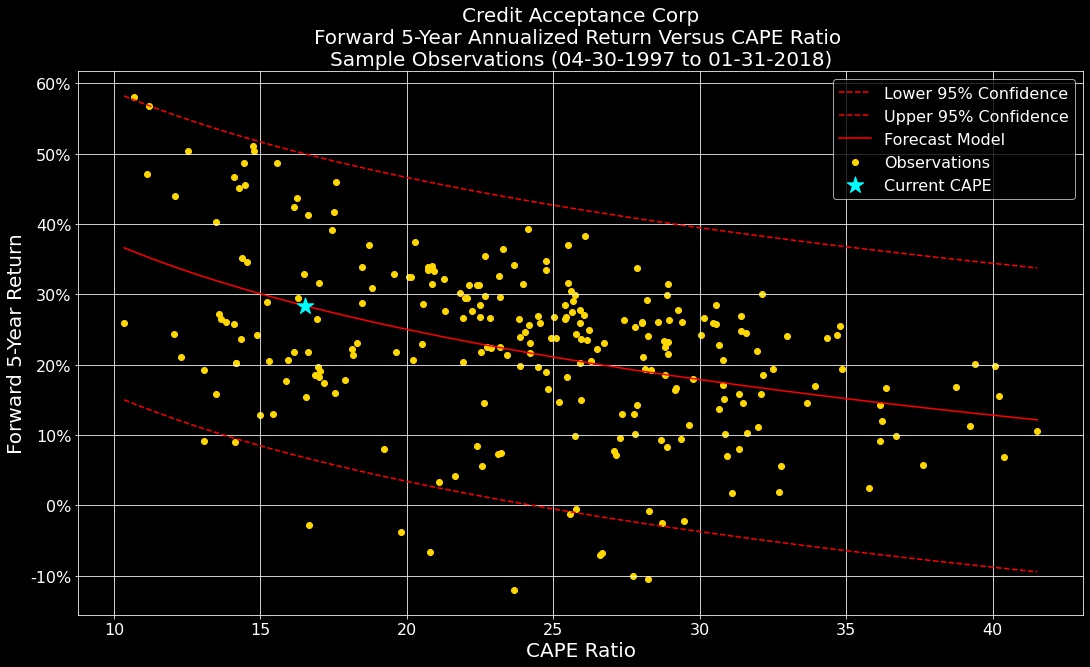 Credit Acceptance Corp
Forward 5-Year Annualized Return Versus CAPE Ratio
Sample Observations (04-30-1997 to 01-31-2018)
Lower 95% Confidence
Upper 95% Confidence
Forecast Model
Observations
Current CAPE
Forward 5-Year Return
60%
50%
40%
30%
20%
10%
0%
-10%
10
15
20
25
30
35
40
CAPE Ratio